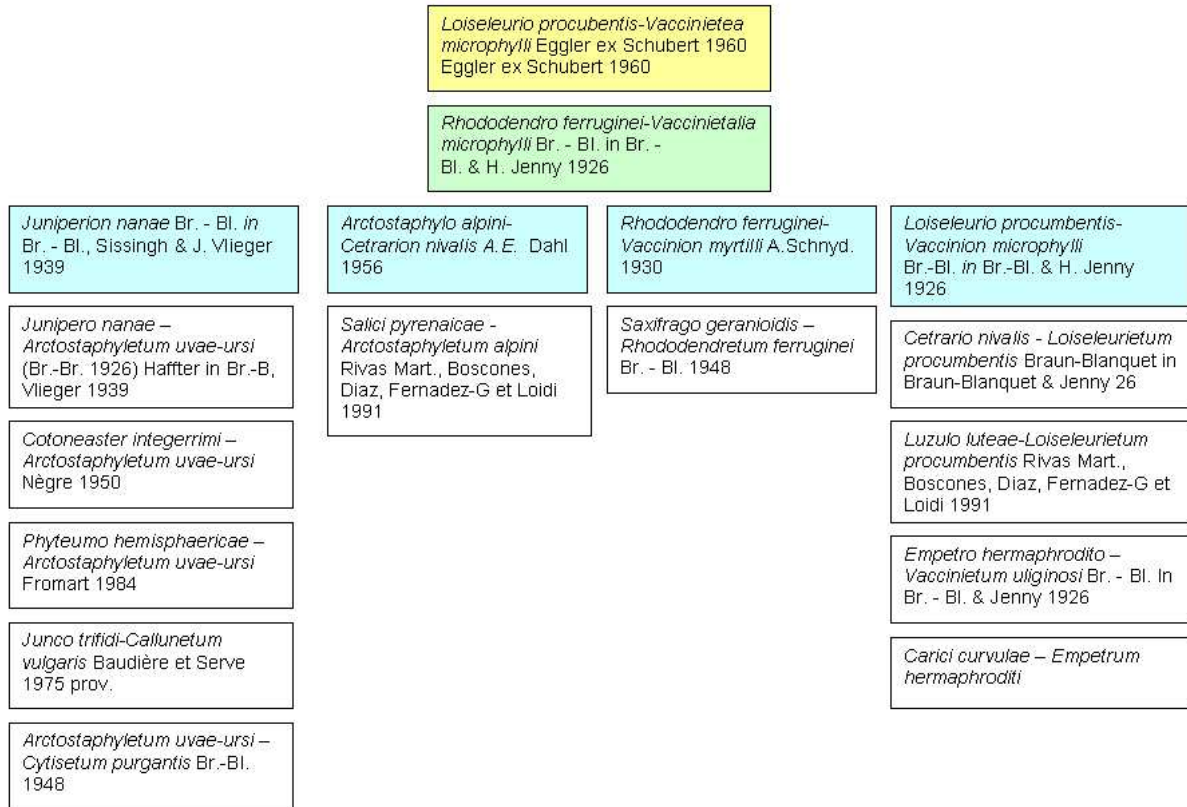 Loiseleurio procubentis-Vaccinietea
microphylli Eggler ex Schubert 1960
Eggler ex Schubert 1960
Rhododendro ferruginei-Vaccinietalia
microphylli Br. - Bl. in Br. -
Bl. & H. Jenny 1926
Juniperion nanae Br. - Bl. in
Br. - Bl., Sissingh & J. Vlieger
1939
Junipero nanae –
Arctostaphyletum uvae-ursi
(Br.-Br. 1926) Haffter in Br.-B,
Vlieger 1939
Cotoneaster integerrimi –
Arctostaphyletum uvae-ursi
Nègre 1950
Phyteumo hemisphaericae –
Arctostaphyletum uvae-ursi
Fromart 1984
Junco trifidi-Callunetum
vulgaris Baudière et Serve
1975 prov.
Arctostaphyletum uvae-ursi –
Cytisetum purgantis Br.-Bl.
1948
Arctostaphylo alpini-
Cetrarion nivalis A.E. Dahl
1956
Salici pyrenaicae -
Arctostaphyletum alpini
Rivas Mart., Boscones,
Diaz, Fernadez-G et Loidi
1991
Rhododendro ferruginei-
Vaccinion myrtilli A.Schnyd.
1930
Saxifrago geranioidis –
Rhododendretum ferruginei
Br. - Bl. 1948
Loiseleurio procumbentis-
Vaccinion microphylli
Br.-Bl. in Br.-Bl. & H. Jenny
1926
Cetrario nivalis - Loiseleurietum
procumbentis Braun-Blanquet in
Braun-Blanquet & Jenny 26
Luzulo luteae-Loiseleurietum
procumbentis Rivas Mart.,
Boscones, Diaz, Fernadez-G et
Loidi 1991
Empetro hermaphrodito –
Vaccinietum uliginosi Br. - Bl. In
Br. - Bl. & Jenny 1926
Carici curvulae – Empetrum
hermaphroditi